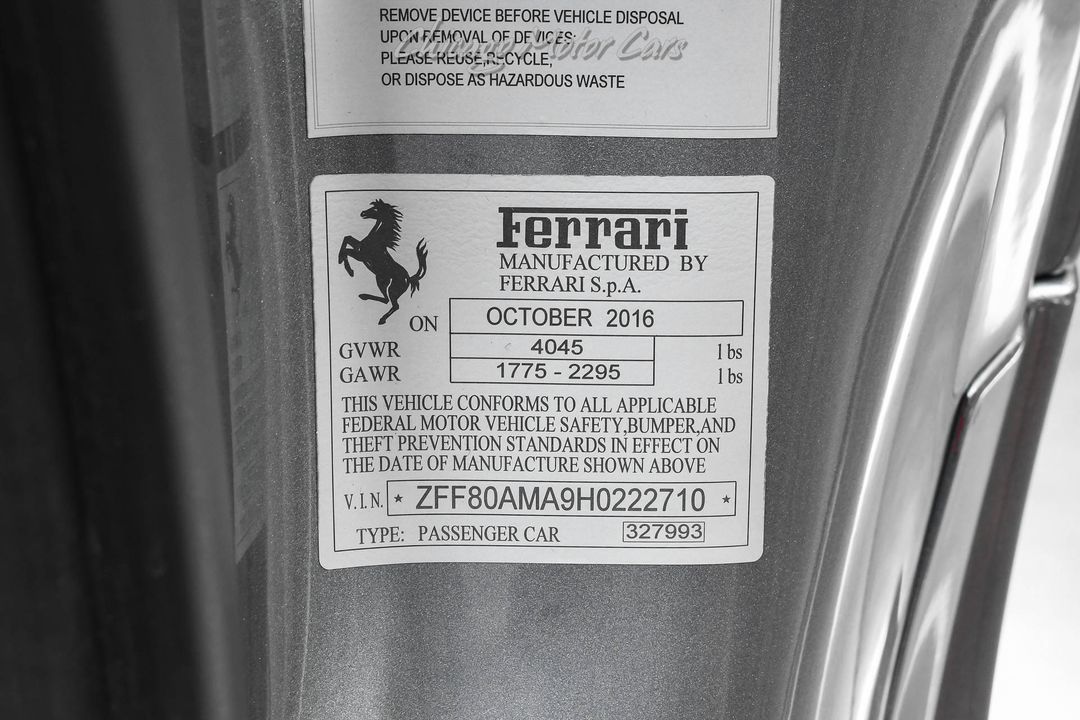 REMOVE DEVICE BEFORE VEHICLE DISPOSAL
UPON REMOVAL OF DEVICES:
PLEASE REUSE,RECYCLE,
OR DISPOSE AS HAZARDOUS WASTE
Chicago Motor Cars
Ferrari
MANUFACTURED BY
FERRARI S.p.A.
ON OCTOBER 2016
GVWR 4045 lbs
GAWR 1775 - 2295 lbs
THIS VEHICLE CONFORMS TO ALL APPLICABLE
FEDERAL MOTOR VEHICLE SAFETY,BUMPER,AND
THEFT PREVENTION STANDARDS IN EFFECT ON
THE DATE OF MANUFACTURE SHOWN ABOVE
V.I.N. * ZFF80AMA9H0222710 *
TYPE: PASSENGER CAR 327993